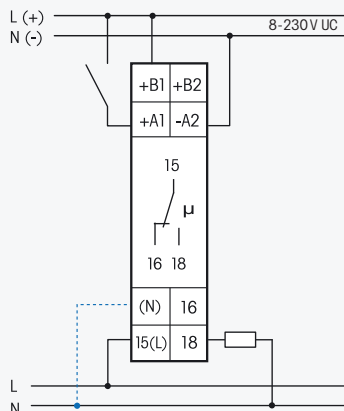 L (+)
8-230 V UC
N (-)
+B1 +B2
+A1 -A2
15
µ
16 18
(N) 16
15(L) 18
L
N